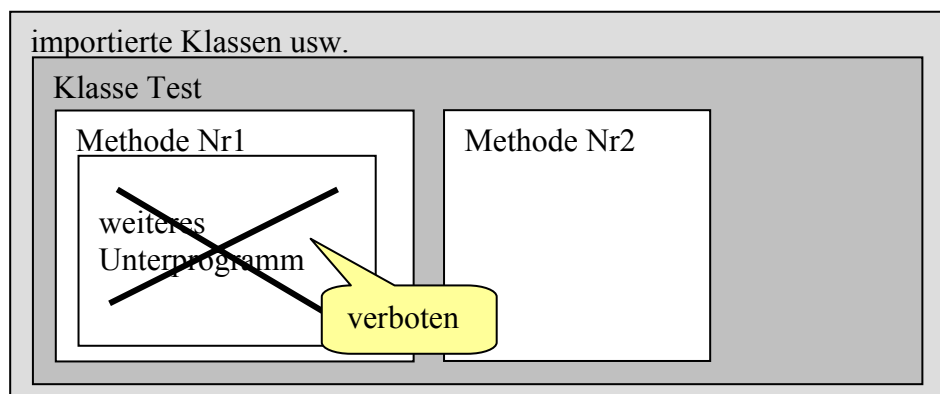 importierte Klassen usw.
Klasse Test
Methode Nr1
weiteres
Unterprogramm
verboten
Methode Nr2